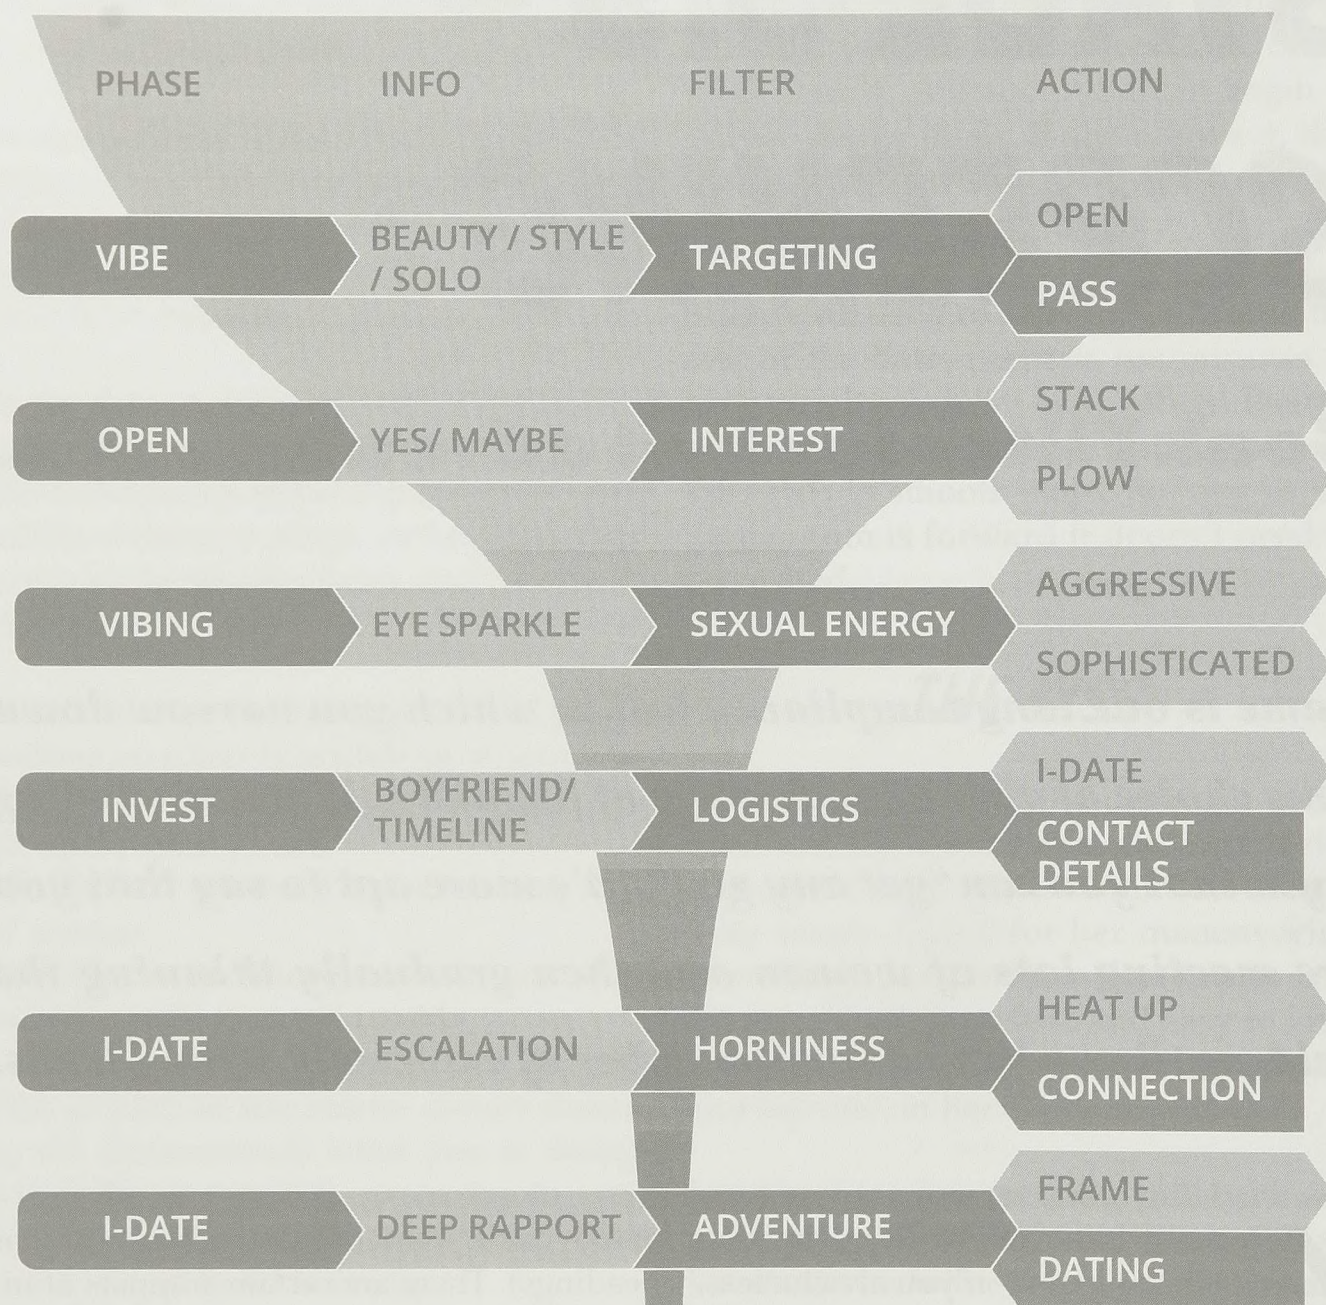 PHASE INFO FILTER ACTION
VIBE
BEAUTY / STYLE
/ SOLO
TARGETING
OPEN
PASS
OPEN
YES/ MAYBE
INTEREST
STACK
PLOW
VIBING
EYE SPARKLE
SEXUAL ENERGY
AGGRESSIVE
SOPHISTICATED
INVEST
BOYFRIEND/
TIMELINE
LOGISTICS
I-DATE
CONTACT
DETAILS
I-DATE
ESCALATION
HORNINESS
HEAT UP
CONNECTION
I-DATE
DEEP RAPPORT
ADVENTURE
FRAME
DATING